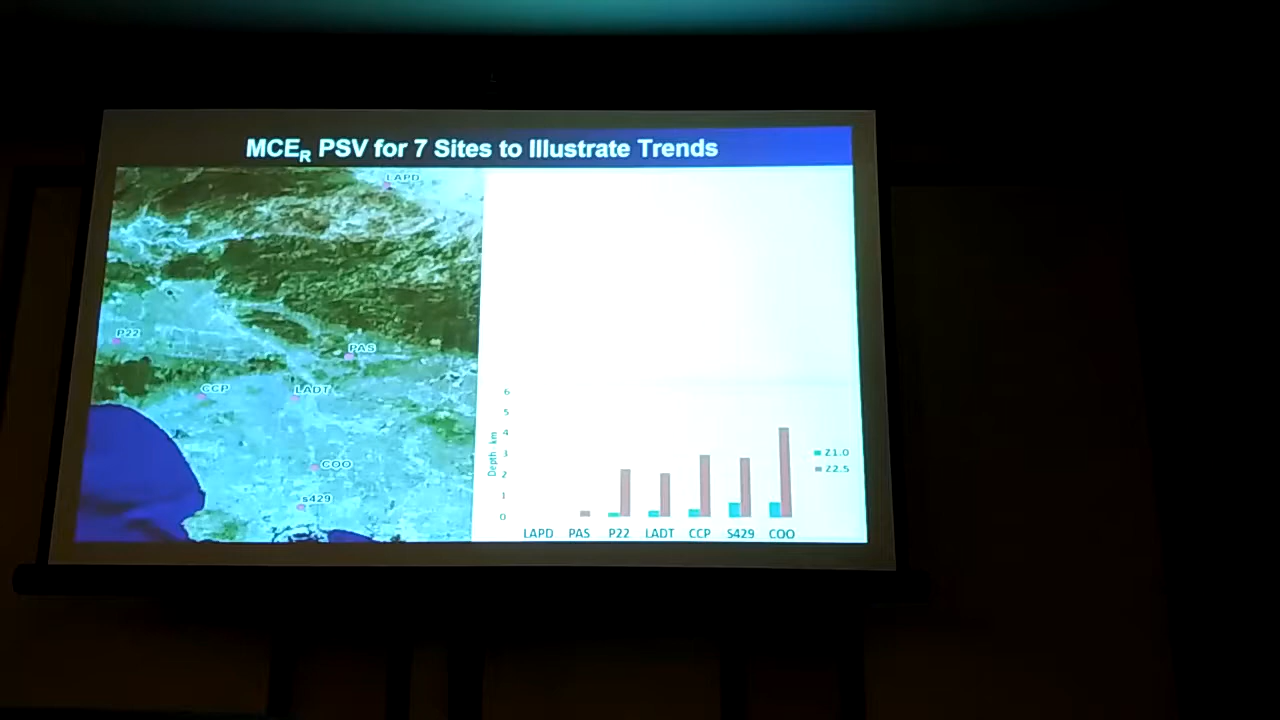 MCER PSV for 7 Sites to Illustrate Trends
LAPD
P22
PAS
CCP
LADT
COO
s429
6
5
4
3
2
1
0
Depth km
Z1.0
Z2.5
LAPD PAS P22 LADT CCP S429 COO